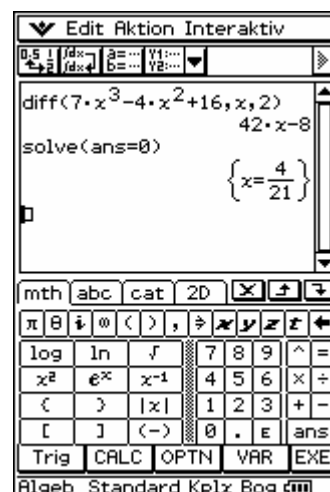 Edit Aktion Interaktiv
diff(7·x³-4·x²+16,x,2)
42·x-8
solve(ans=0)
{x=4/21}
mth abc cat 2D
π θ i ∞ ( ) , ⇒ x y z t ←
log ln √ 7 8 9 ^ =
x² eˣ x⁻¹ 4 5 6 × ÷
{ } |x| 1 2 3 + -
[ ] (-) 0 . E ans
Trig CALC OPTN VAR EXE
Algeb Standard Kplx Bog